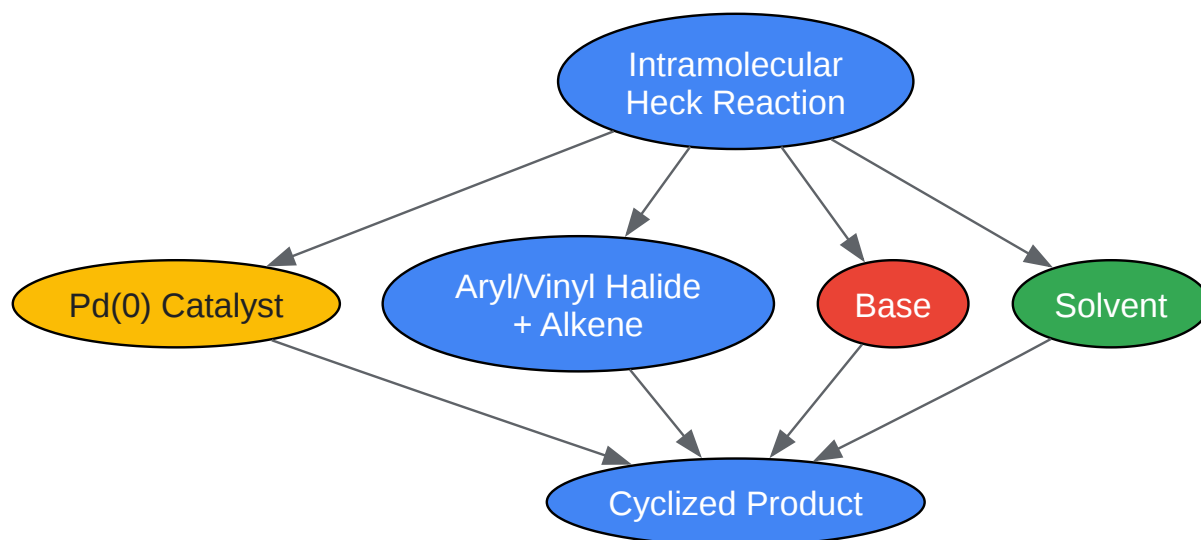 Intramolecular
Heck Reaction
Pd(0) Catalyst
Aryl/Vinyl Halide
+ Alkene
Base
Solvent
Cyclized Product